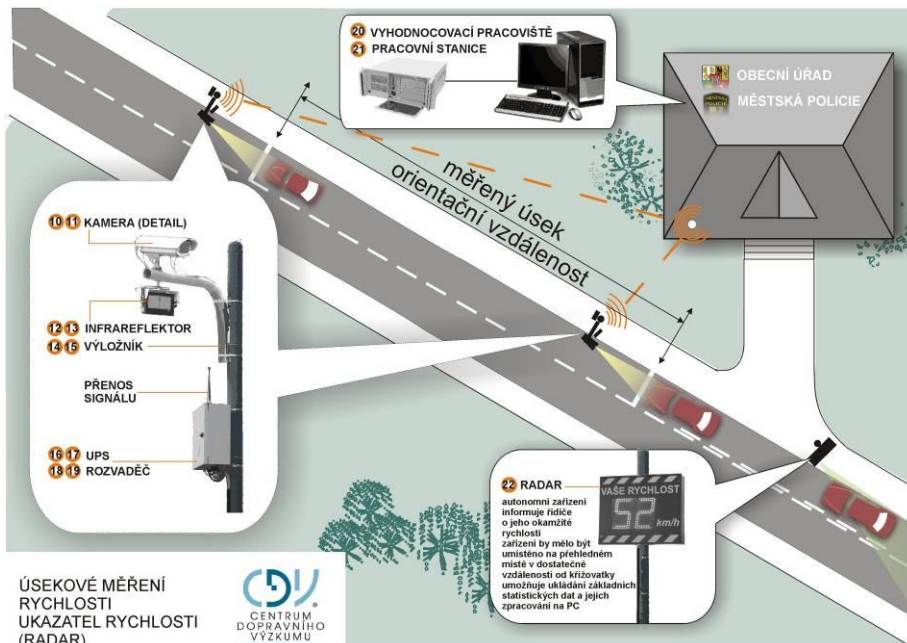 20 VYHODNOCOVACÍ PRACOVIŠTĚ
21 PRACOVNÍ STANICE
OBECNÍ ÚŘAD
MĚSTSKÁ POLICIE
MĚSTSKÁ
POLICIE
měřený úsek
orientační vzdálenost
10 11 KAMERA (DETAIL)
12 13 INFRAREFLEKTOR
14 15 VÝLOŽNÍK
PŘENOS
SIGNÁLU
16 17 UPS
18 19 ROZVADĚČ
22 RADAR
autonomní zařízení
informuje řidiče
o jeho okamžité
rychlosti
zařízení by mělo být
umístěno na přehledném
místě v dostatečné
vzdálenosti od křižovatky
umožňuje ukládání základních
statistických dat a jejich
zpracování na PC
VAŠE RYCHLOST
52
km/h
ÚSEKOVÉ MĚŘENÍ
RYCHLOSTI
UKAZATEL RYCHLOSTI
(RADAR)
CDV
CENTRUM
DOPRAVNÍHO
VÝZKUMU